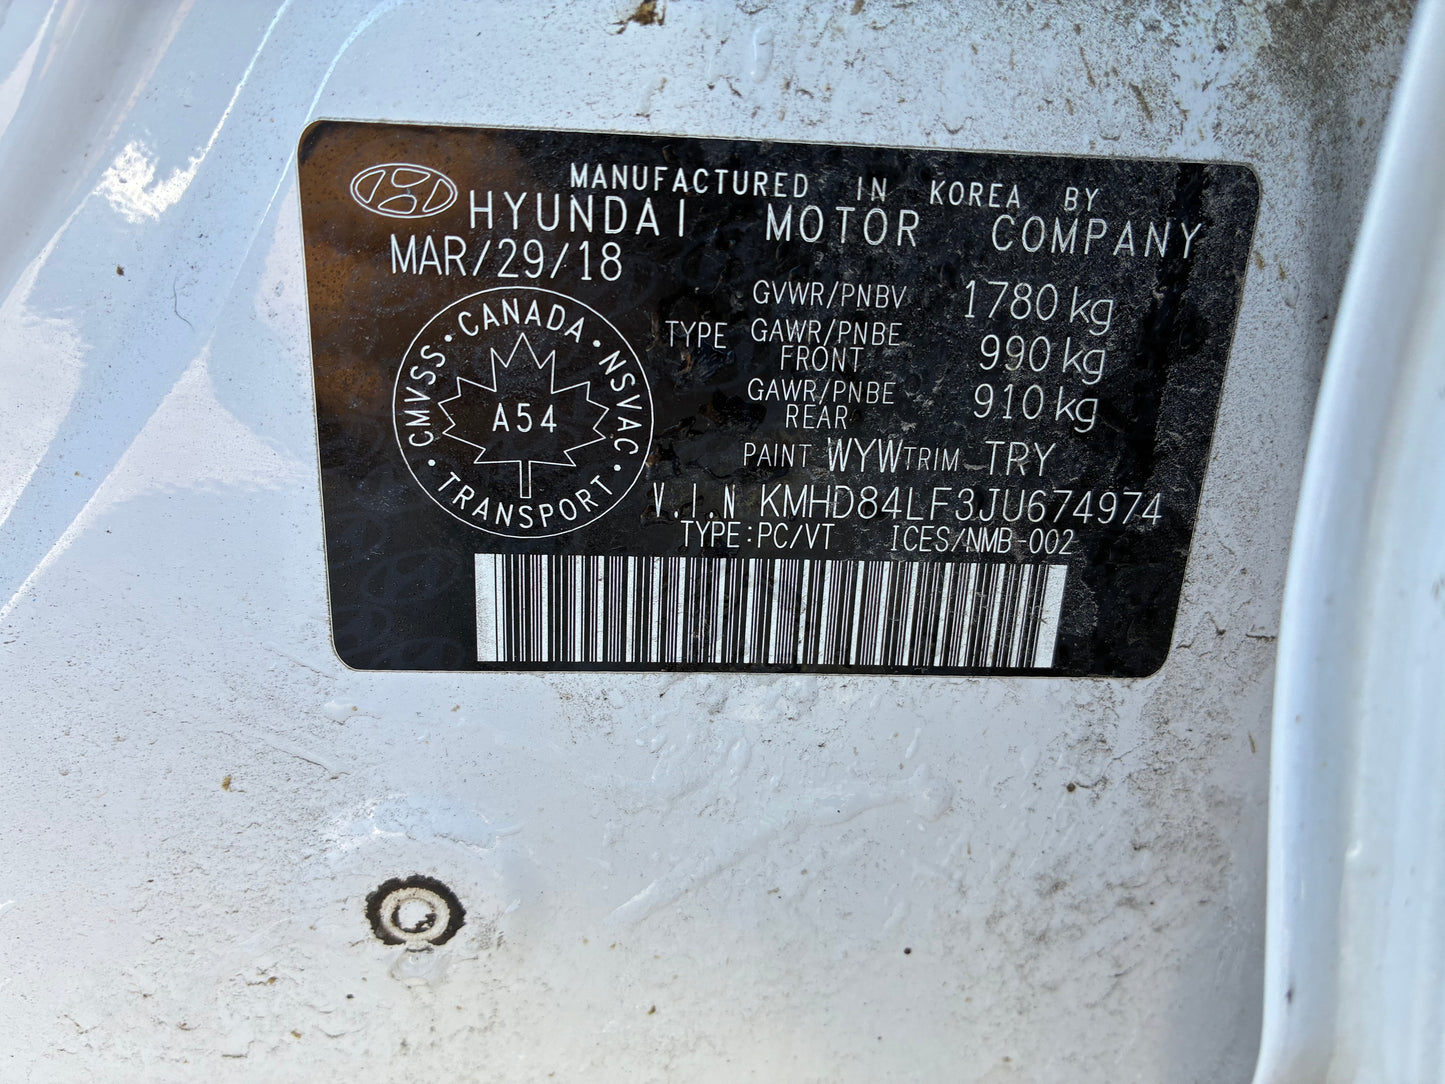 MANUFACTURED IN KOREA BY
HYUNDAI MOTOR COMPANY
MAR/29/18
CMVSS · CANADA · NSVAC · TRANSPORT ·
A54
TYPE
GVWR/PNBV 1780 kg
GAWR/PNBE FRONT 990 kg
GAWR/PNBE REAR 910 kg
PAINT WYW TRIM TRY
V.I.N KMHD84LF3JU674974
TYPE:PC/VT ICES/NMB-002